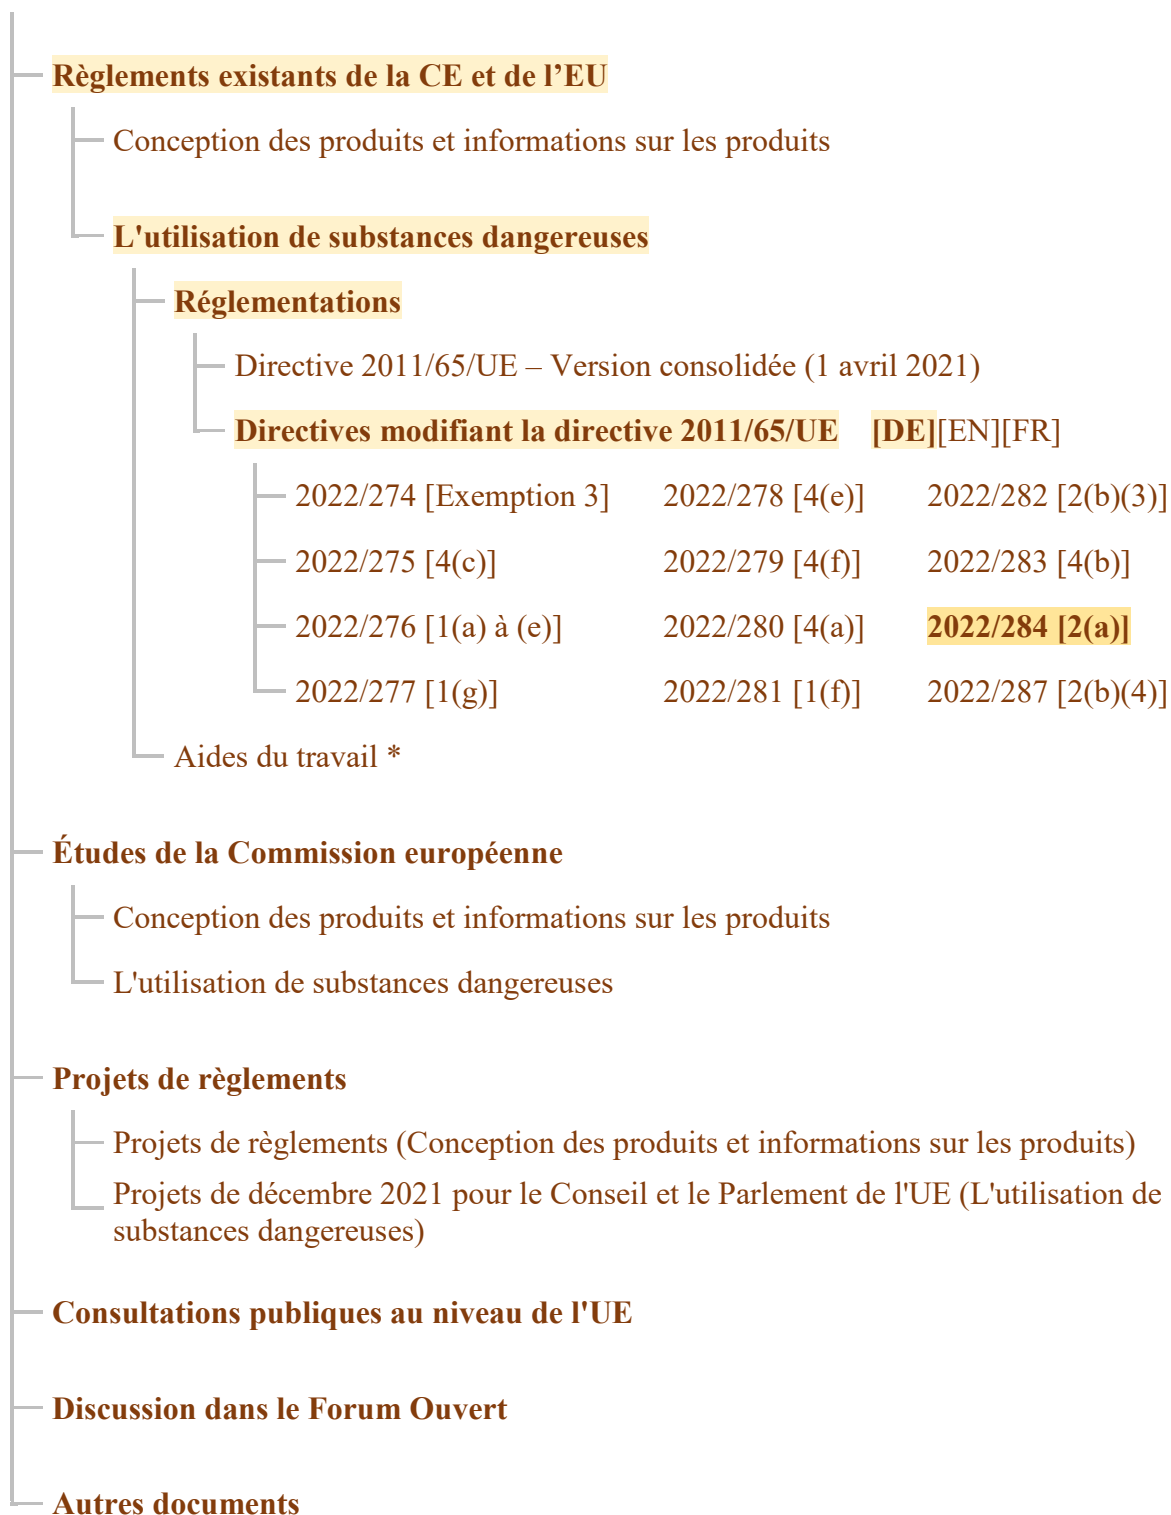 Règlements existants de la CE et de l’EU
Conception des produits et informations sur les produits
L'utilisation de substances dangereuses
Réglementations
Directive 2011/65/UE – Version consolidée (1 avril 2021)
Directives modifiant la directive 2011/65/UE [DE][EN][FR]
2022/274 [Exemption 3] 2022/278 [4(e)] 2022/282 [2(b)(3)]
2022/275 [4(c)] 2022/279 [4(f)] 2022/283 [4(b)]
2022/276 [1(a) à (e)] 2022/280 [4(a)] 2022/284 [2(a)]
2022/277 [1(g)] 2022/281 [1(f)] 2022/287 [2(b)(4)]
Aides du travail *
Études de la Commission européenne
Conception des produits et informations sur les produits
L'utilisation de substances dangereuses
Projets de règlements
Projets de règlements (Conception des produits et informations sur les produits)
Projets de décembre 2021 pour le Conseil et le Parlement de l'UE (L'utilisation de
substances dangereuses)
Consultations publiques au niveau de l'UE
Discussion dans le Forum Ouvert
Autres documents